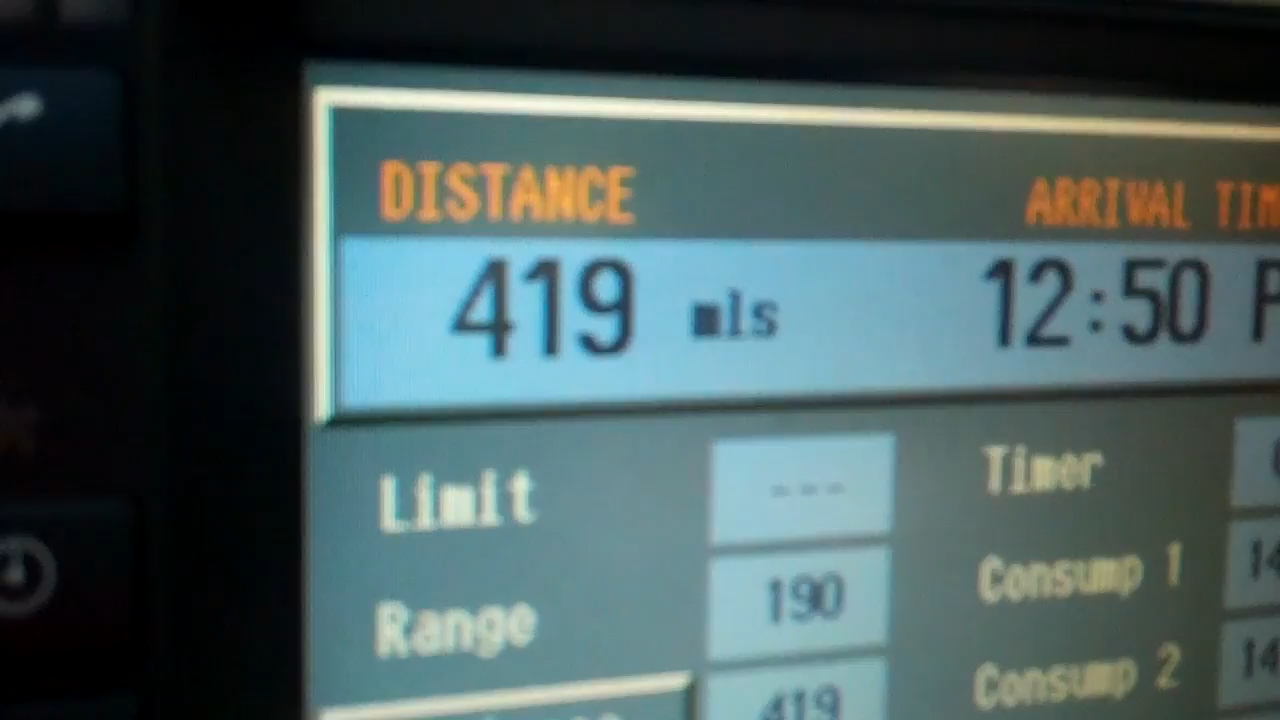 DISTANCE ARRIVAL
419 mls 12:50
Limit --- Timer
Range 190 Consump 1
419 Consump 2